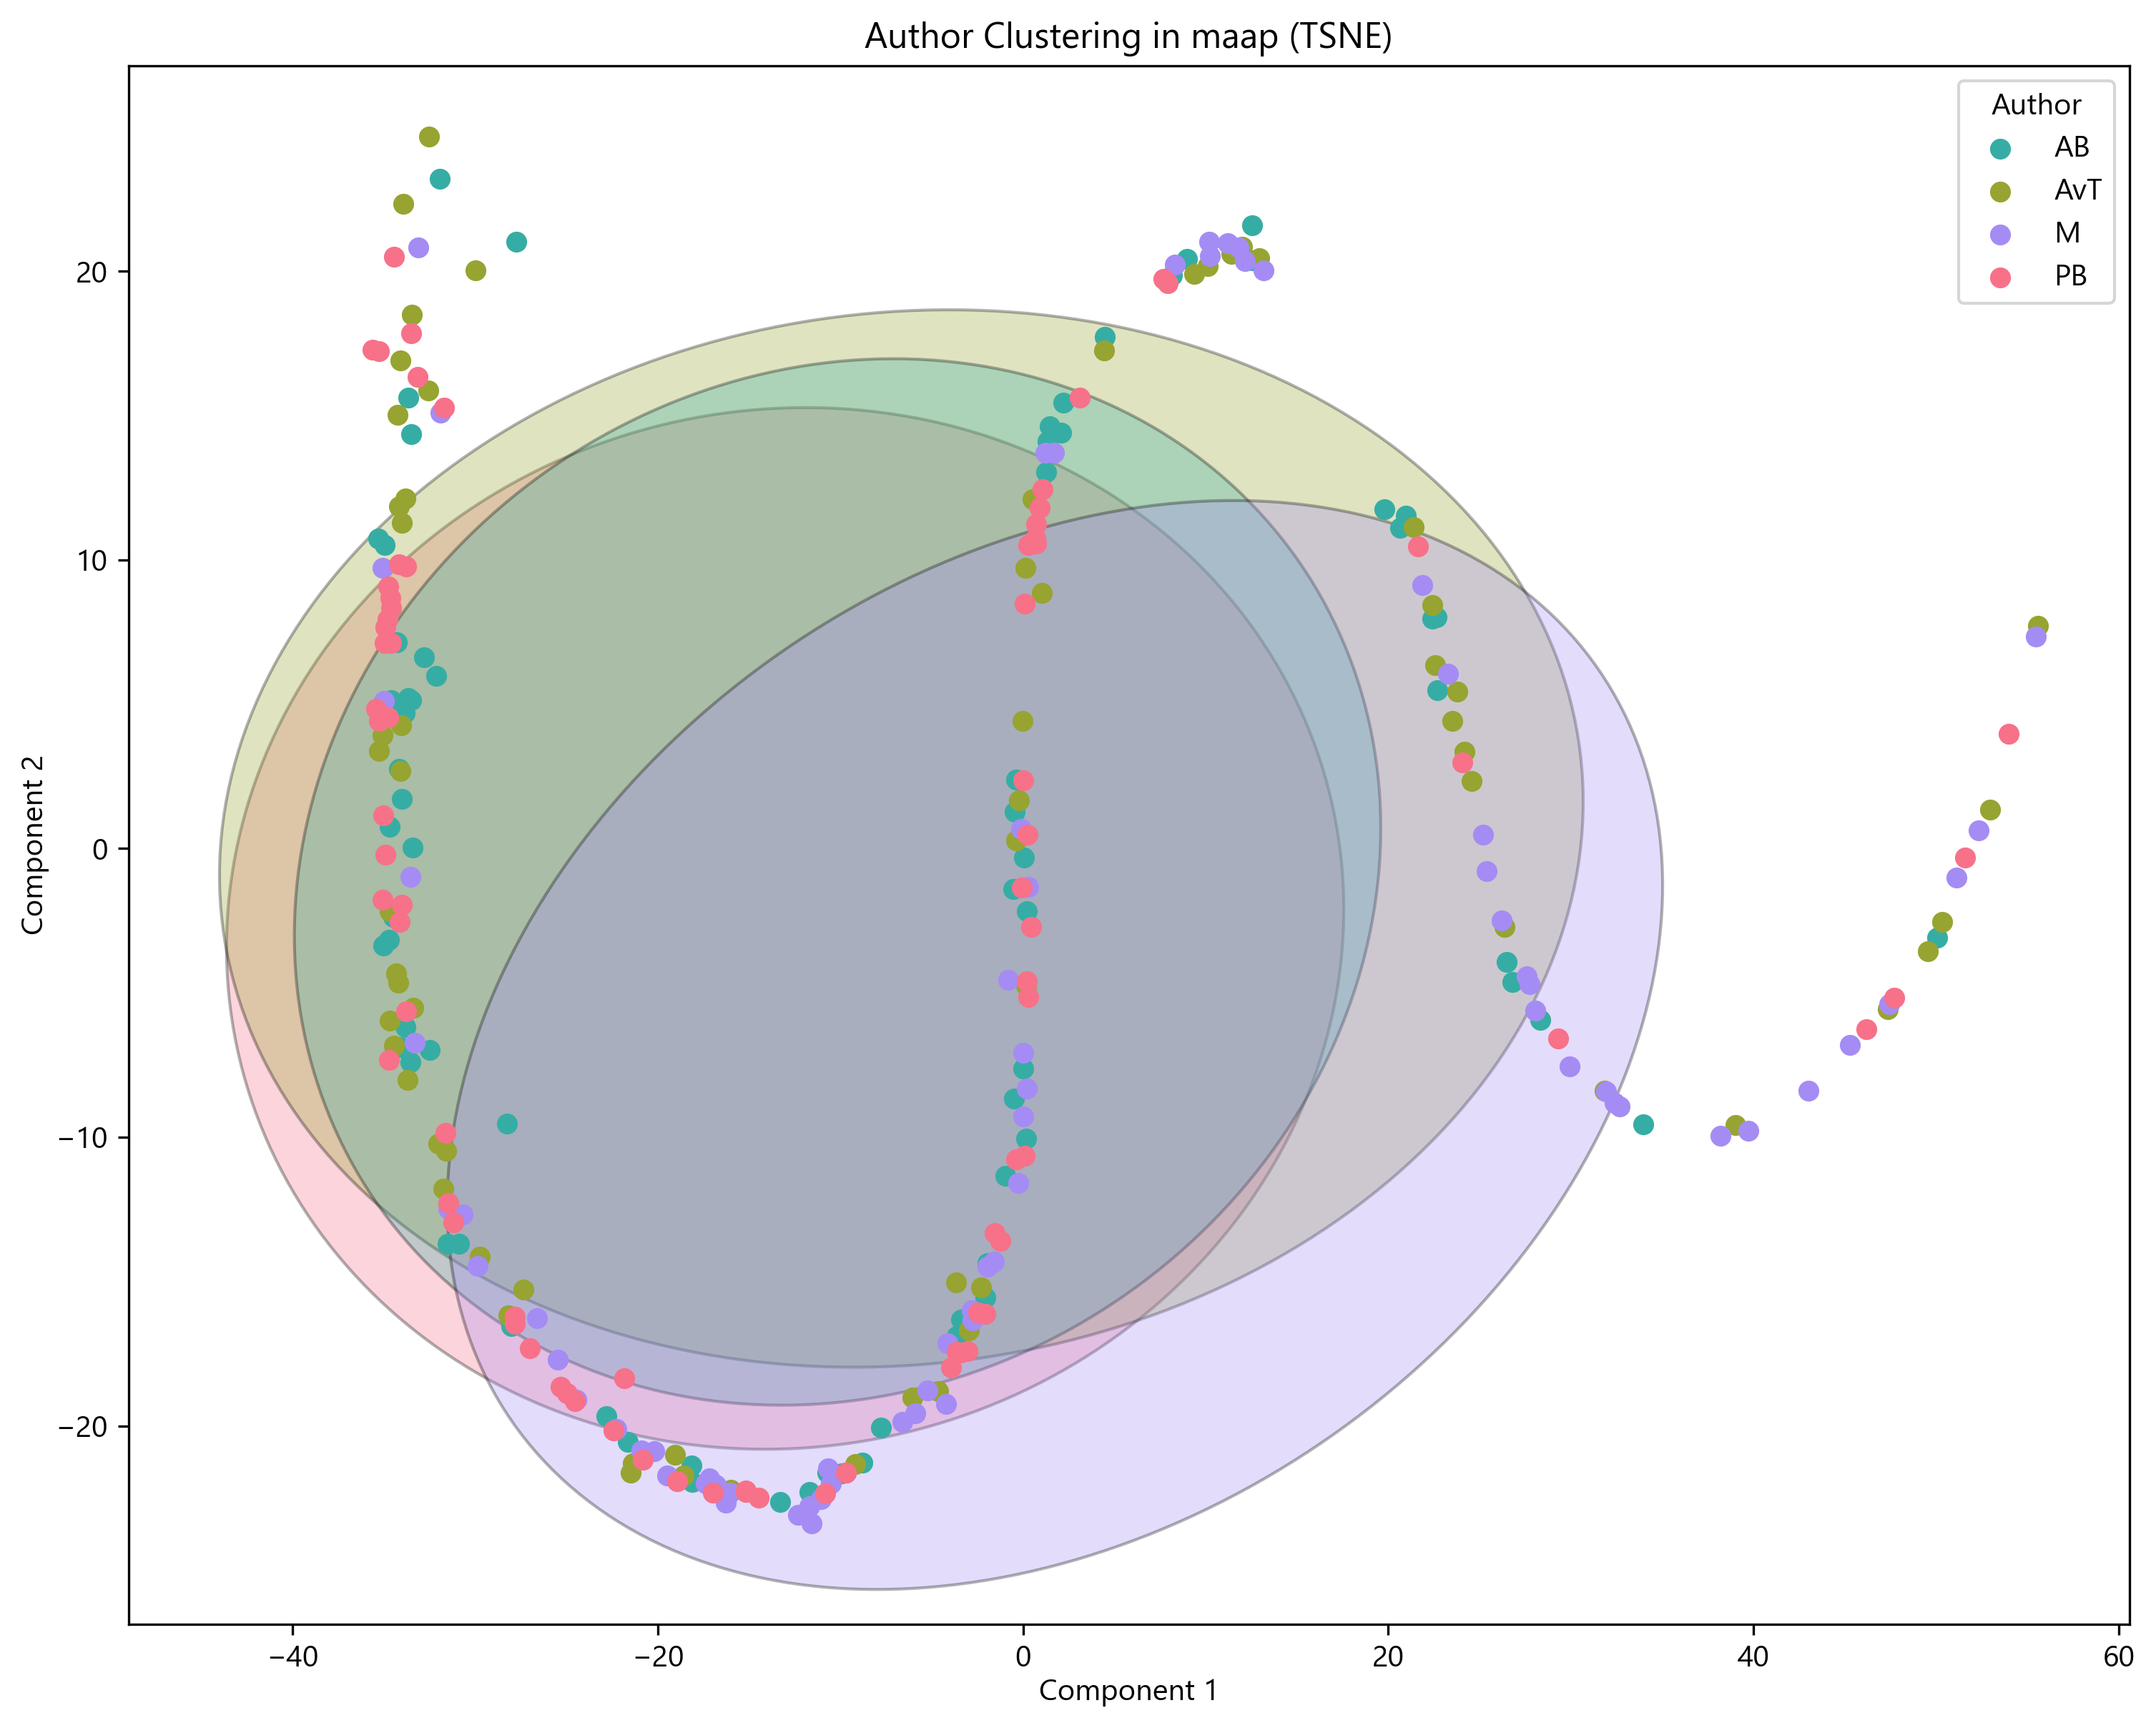 Author Clustering in maap (TSNE)
Author
AB
AvT
M
PB
20
10
0
−10
−20
Component 2
−40
−20
0
20
40
60
Component 1